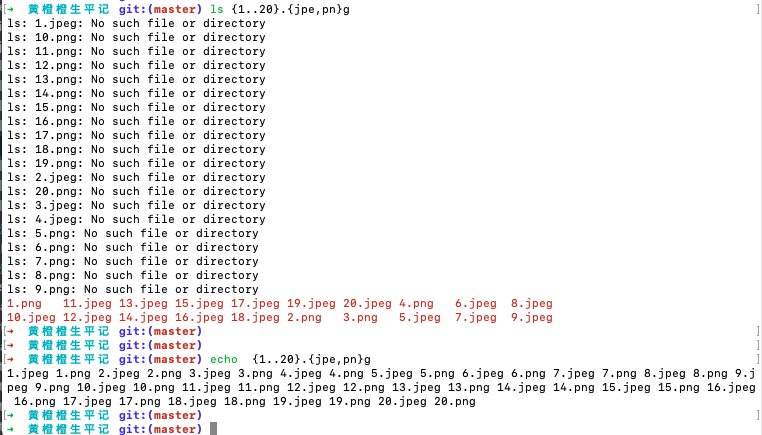 [➜ 黄橙橙生平记 git:(master) ls {1..20}.{jpe,pn}g ]
ls: 1.jpeg: No such file or directory
ls: 10.png: No such file or directory
ls: 11.png: No such file or directory
ls: 12.png: No such file or directory
ls: 13.png: No such file or directory
ls: 14.png: No such file or directory
ls: 15.png: No such file or directory
ls: 16.png: No such file or directory
ls: 17.png: No such file or directory
ls: 18.png: No such file or directory
ls: 19.png: No such file or directory
ls: 2.jpeg: No such file or directory
ls: 20.png: No such file or directory
ls: 3.jpeg: No such file or directory
ls: 4.jpeg: No such file or directory
ls: 5.png: No such file or directory
ls: 6.png: No such file or directory
ls: 7.png: No such file or directory
ls: 8.png: No such file or directory
ls: 9.png: No such file or directory
1.png   11.jpeg 13.jpeg 15.jpeg 17.jpeg 19.jpeg 20.jpeg 4.png   6.jpeg  8.jpeg
10.jpeg 12.jpeg 14.jpeg 16.jpeg 18.jpeg 2.png   3.png   5.jpeg  7.jpeg  9.jpeg
[➜ 黄橙橙生平记 git:(master) ]
[➜ 黄橙橙生平记 git:(master) ]
[➜ 黄橙橙生平记 git:(master) echo  {1..20}.{jpe,pn}g ]
1.jpeg 1.png 2.jpeg 2.png 3.jpeg 3.png 4.jpeg 4.png 5.jpeg 5.png 6.jpeg 6.png 7.jpeg 7.png 8.jpeg 8.png 9.j
peg 9.png 10.jpeg 10.png 11.jpeg 11.png 12.jpeg 12.png 13.jpeg 13.png 14.jpeg 14.png 15.jpeg 15.png 16.jpeg
 16.png 17.jpeg 17.png 18.jpeg 18.png 19.jpeg 19.png 20.jpeg 20.png
[➜ 黄橙橙生平记 git:(master) ]
➜ 黄橙橙生平记 git:(master)